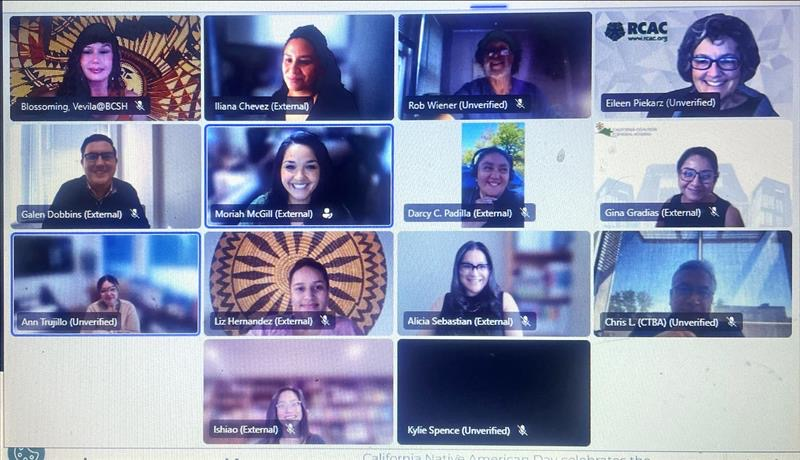 RCAC
www.rcac.org
Blossoming, Vevila@BCSH
Iliana Chevez (External)
Rob Wiener (Unverified)
Eileen Piekarz (Unverified)
Galen Dobbins (External)
Moriah McGill (External)
Darcy C. Padilla (External)
Gina Gradias (External)
Ann Trujillo (Unverified)
Liz Hernandez (External)
Alicia Sebastian (External)
Chris L. (CTBA) (Unverified)
Ishiao (External)
Kylie Spence (Unverified)
California Native American Day celebrates the